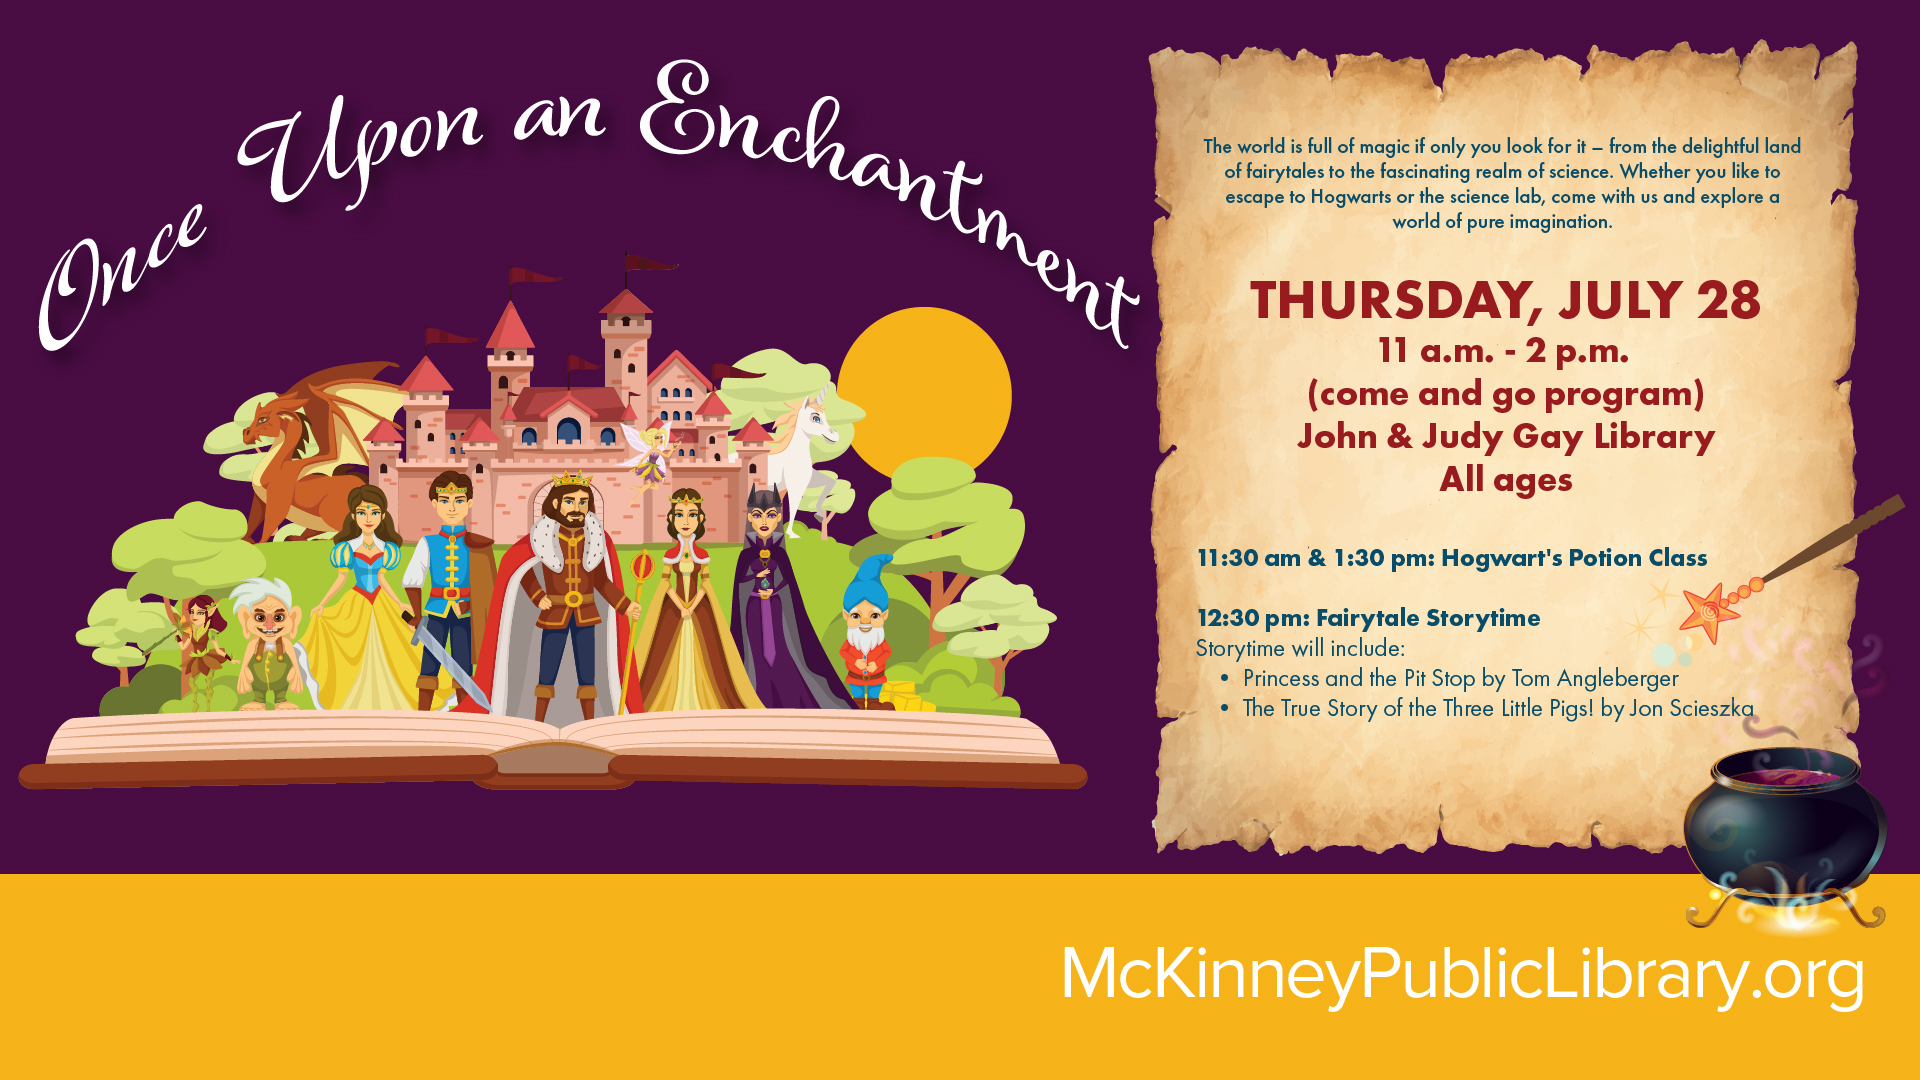 Once Upon an Enchantment
The world is full of magic if only you look for it – from the delightful land
of fairytales to the fascinating realm of science. Whether you like to
escape to Hogwarts or the science lab, come with us and explore a
world of pure imagination.
THURSDAY, JULY 28
11 a.m. - 2 p.m.
(come and go program)
John & Judy Gay Library
All ages
11:30 am & 1:30 pm: Hogwart's Potion Class
12:30 pm: Fairytale Storytime
Storytime will include:
• Princess and the Pit Stop by Tom Angleberger
• The True Story of the Three Little Pigs! by Jon Scieszka
McKinneyPublicLibrary.org